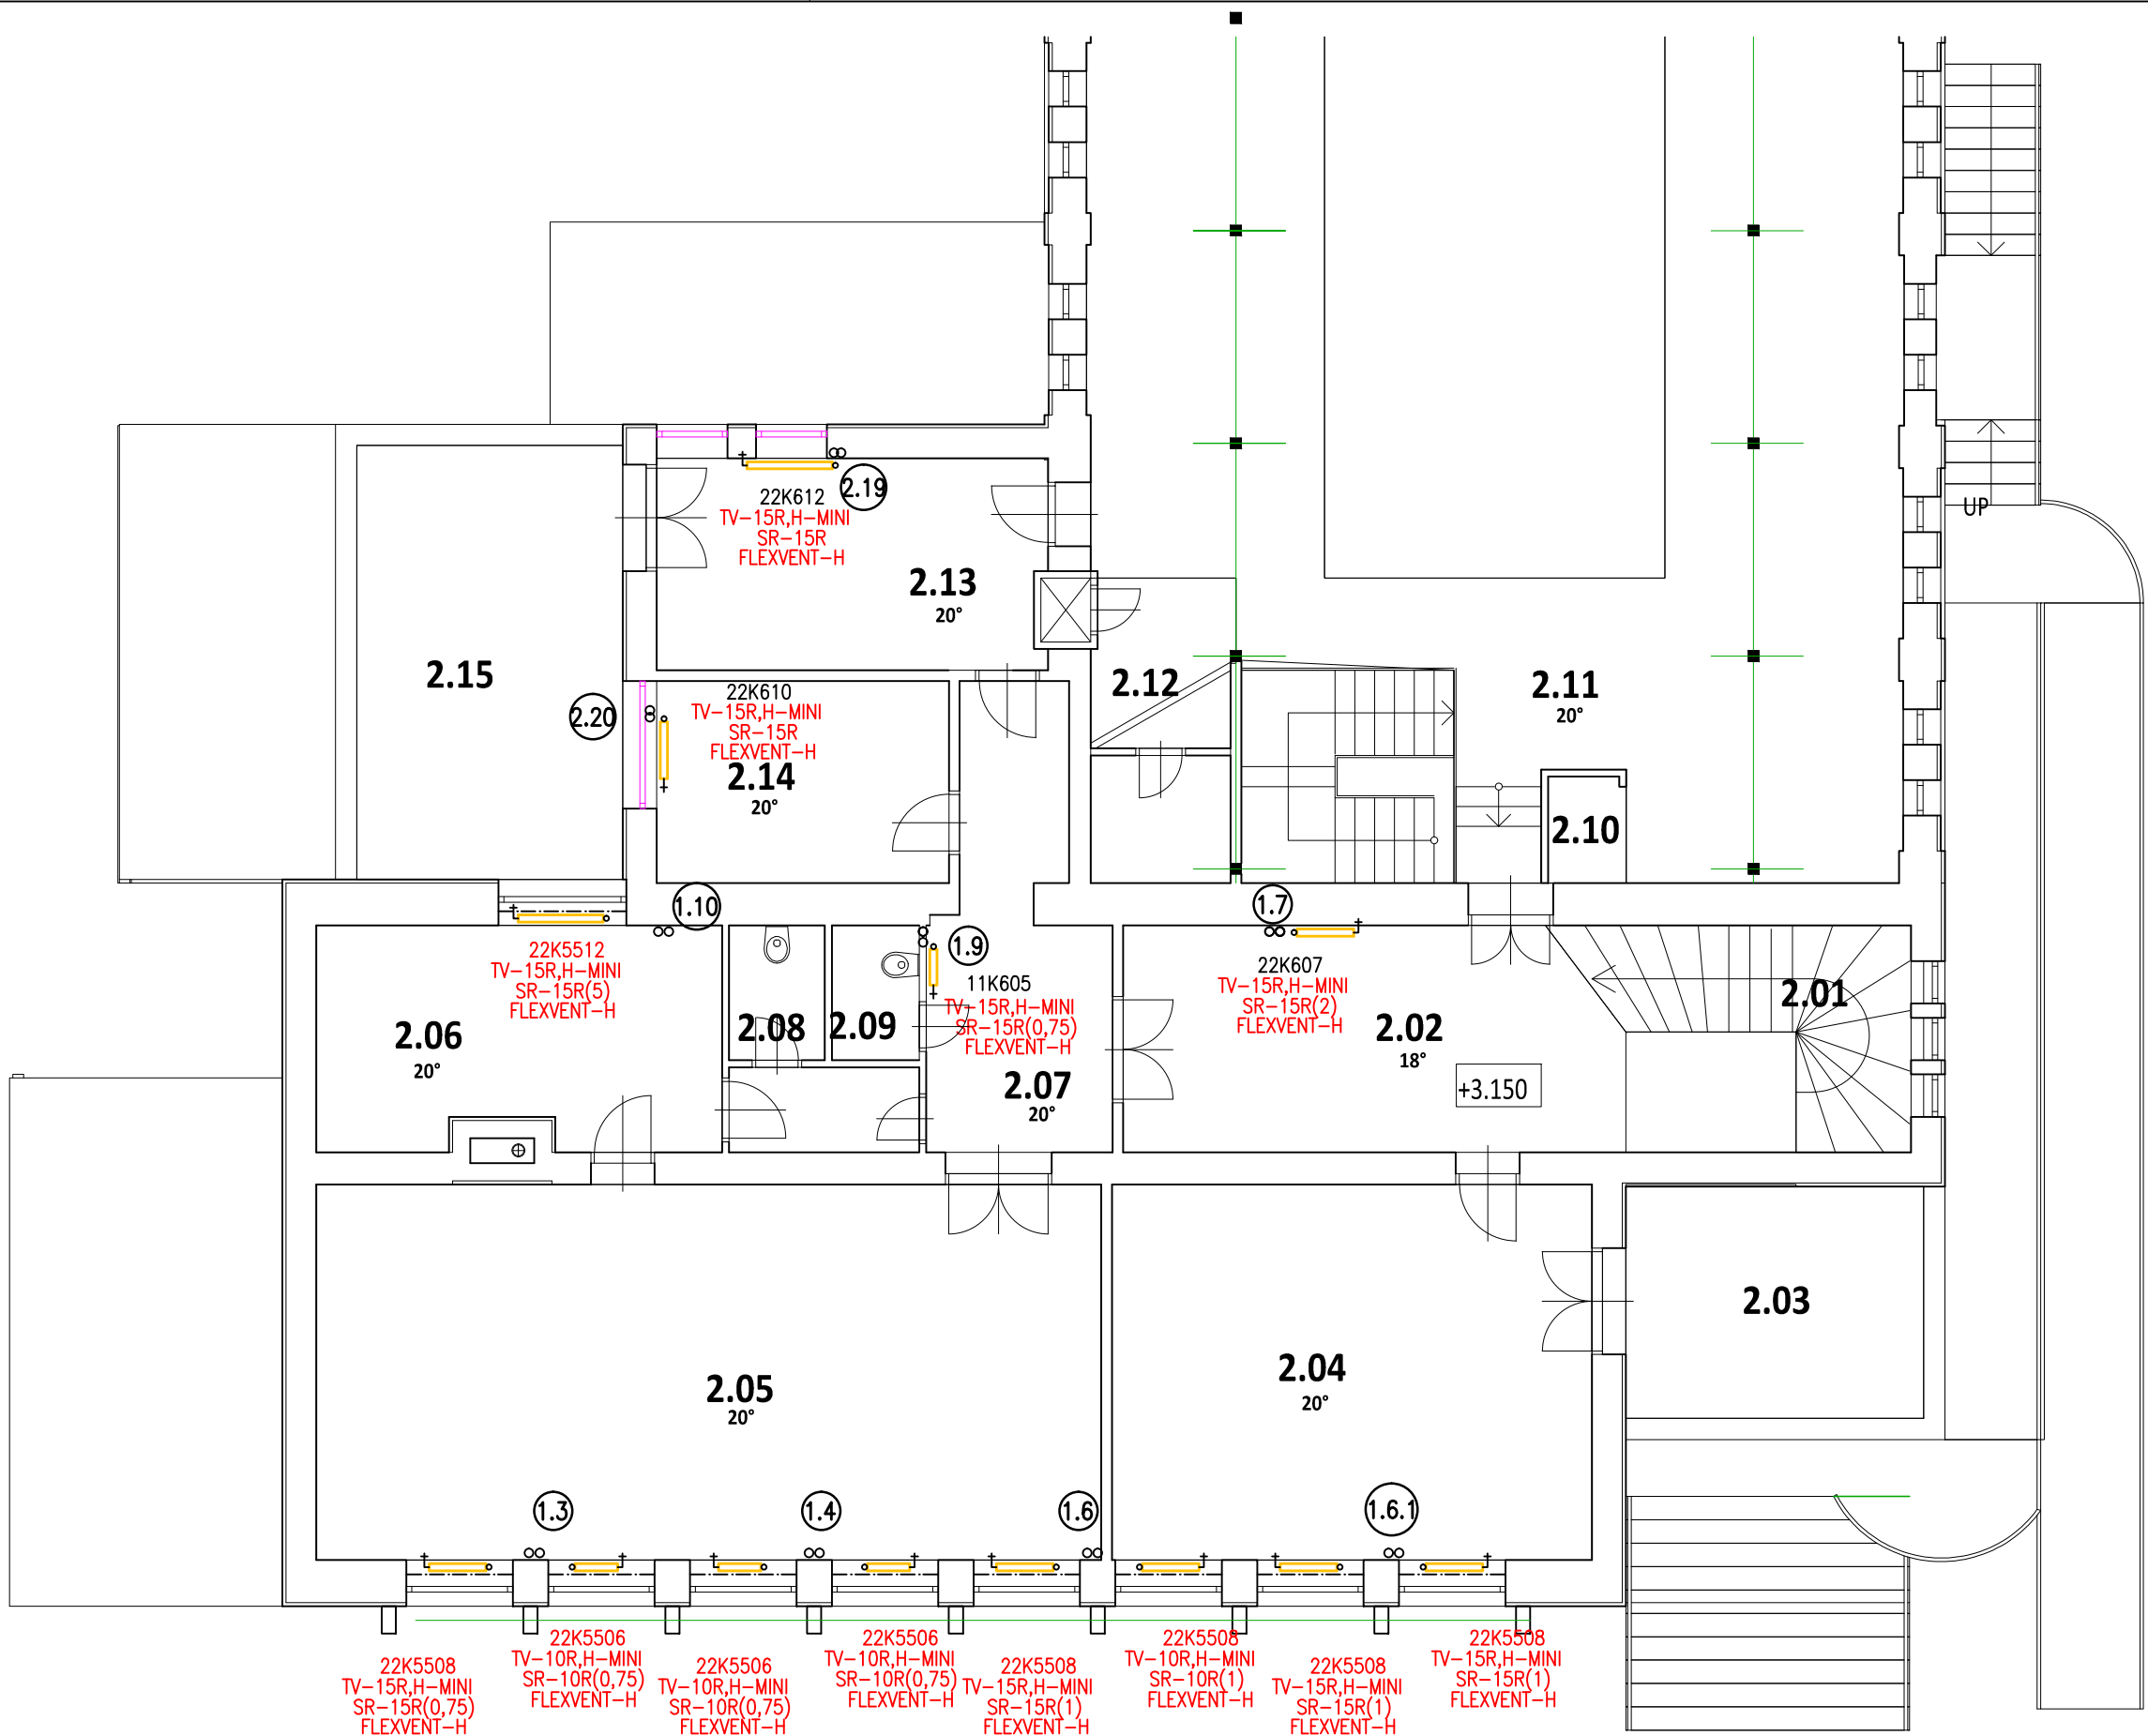 UP
22K612
TV-15R,H-MINI
SR-15R
FLEXVENT-H
2.19
2.13
20°
2.15
2.20
22K610
TV-15R,H-MINI
SR-15R
FLEXVENT-H
2.14
20°
2.12
2.11
20°
2.10
1.10
1.7
1.9
22K5512
TV-15R,H-MINI
SR-15R(5)
FLEXVENT-H
2.06
20°
2.08
2.09
11K605
TV-15R,H-MINI
SR-15R(0,75)
FLEXVENT-H
2.07
20°
22K607
TV-15R,H-MINI
SR-15R(2)
FLEXVENT-H
2.02
18°
+3.150
2.01
2.03
2.05
20°
2.04
20°
1.3
1.4
1.6
1.6.1
22K5508
TV-15R,H-MINI
SR-15R(0,75)
FLEXVENT-H
22K5506
TV-10R,H-MINI
SR-10R(0,75)
FLEXVENT-H
22K5506
TV-10R,H-MINI
SR-10R(0,75)
FLEXVENT-H
22K5506
TV-10R,H-MINI
SR-10R(0,75)
FLEXVENT-H
22K5508
TV-15R,H-MINI
SR-15R(1)
FLEXVENT-H
22K5508
TV-10R,H-MINI
SR-10R(1)
FLEXVENT-H
22K5508
TV-15R,H-MINI
SR-15R(1)
FLEXVENT-H
22K5508
TV-15R,H-MINI
SR-15R(1)
FLEXVENT-H